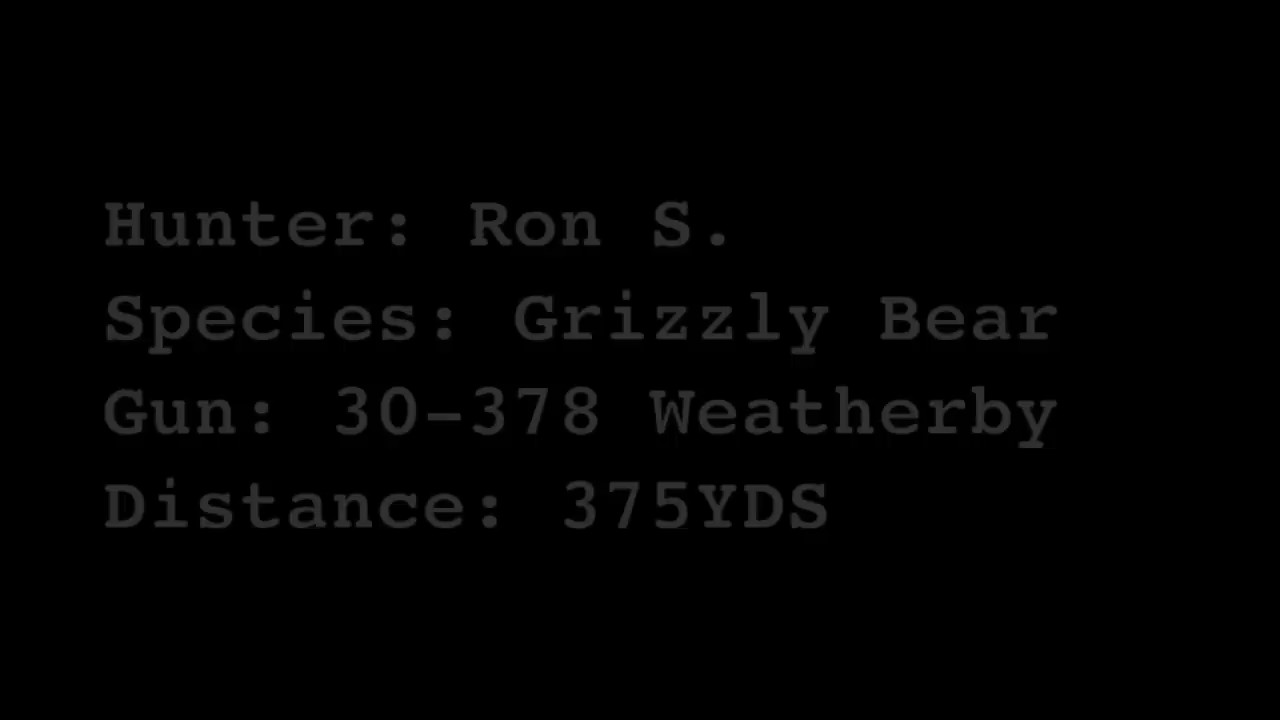 Hunter: Ron S.
Species: Grizzly Bear
Gun: 30-378 Weatherby
Distance: 375YDS